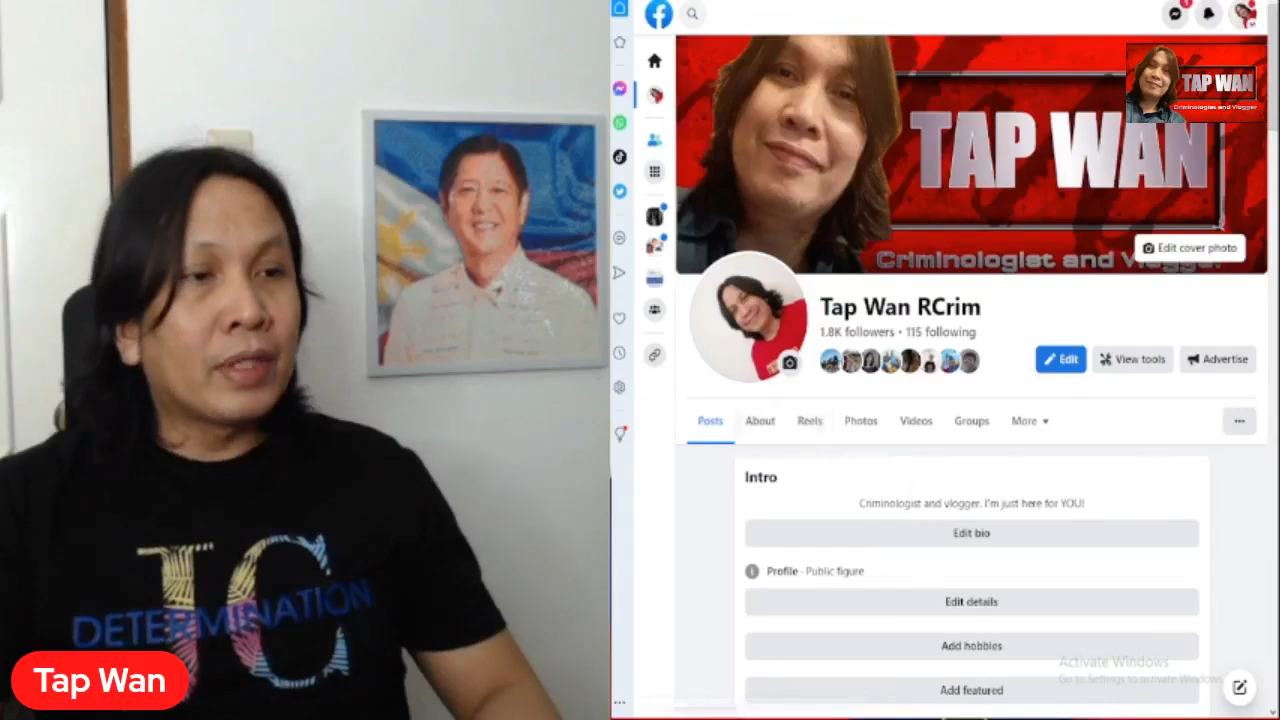 JC
DETERMINATION
Tap Wan
TAP WAN
Criminologist and Vlogger
Edit cover photo
TAP WAN
Criminologist and Vlogger
Tap Wan RCrim
1.8K followers • 115 following
Edit
View tools
Advertise
Posts
About
Reels
Photos
Videos
Groups
More
Intro
Criminologist and vlogger. I'm just here for YOU!
Edit bio
Profile · Public figure
Edit details
Add hobbies
Add featured
Activate Windows
Go to Settings to activate Windows.